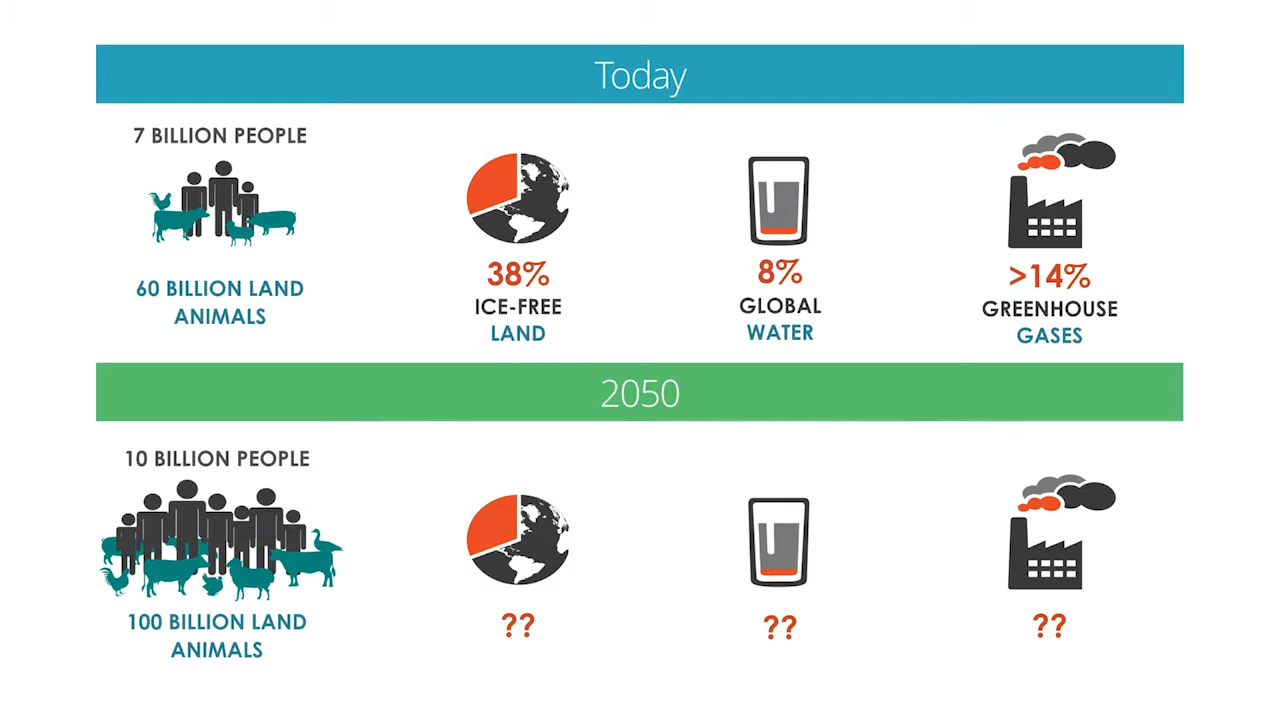 Today
7 BILLION PEOPLE
60 BILLION LAND
ANIMALS
38%
ICE-FREE
LAND
8%
GLOBAL
WATER
>14%
GREENHOUSE
GASES
2050
10 BILLION PEOPLE
100 BILLION LAND
ANIMALS
??
??
??